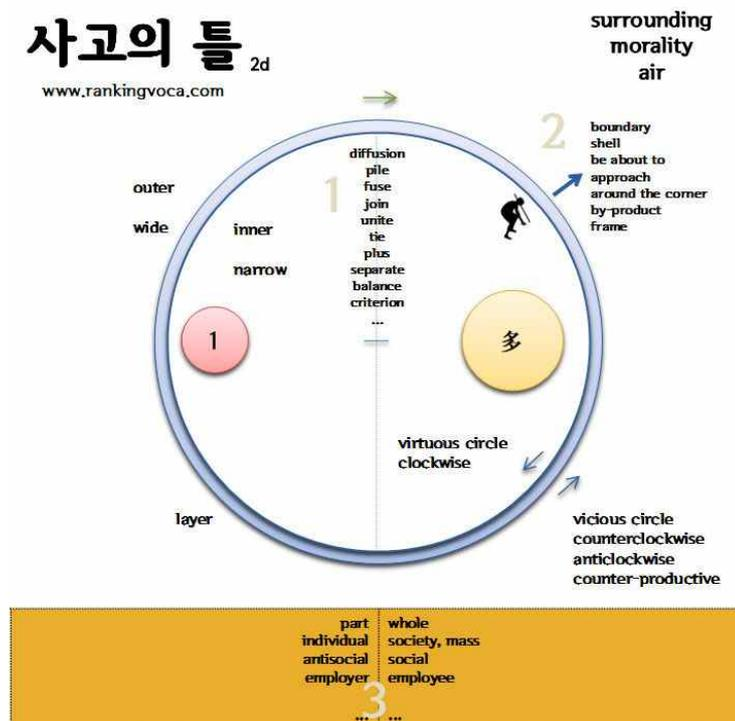 사고의 틀 2d
www.rankingvoca.com
surrounding
morality
air
1
diffusion
pile
fuse
join
unite
tie
plus
separate
balance
criterion
...
2
boundary
shell
be about to
approach
around the corner
by-product
frame
outer
wide
inner
narrow
1
多
virtuous circle
clockwise
layer
vicious circle
counterclockwise
anticlockwise
counter-productive
part whole
individual society, mass
antisocial social
employer employee
3
... ...